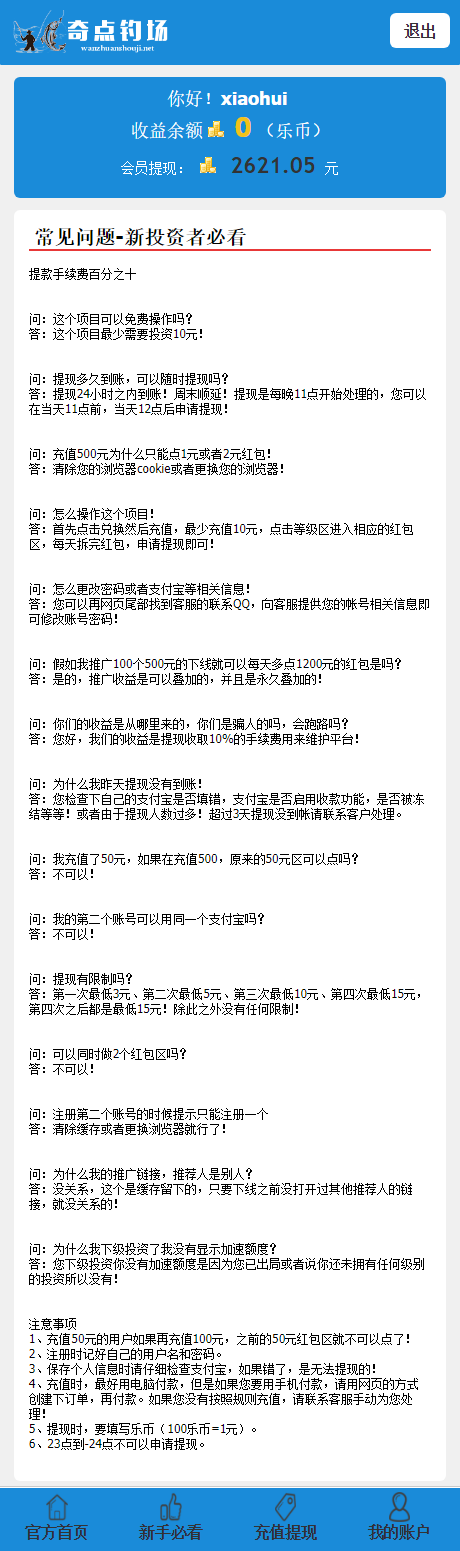 奇点钓场
wanzhuanshouji.net
退出
你好！xiaohui
收益余额 0 （乐币）
会员提现： 2621.05 元
常见问题-新投资者必看
提款手续费百分之十
问：这个项目可以免费操作吗？
答：这个项目最少需要投资10元！
问：提现多久到账，可以随时提现吗？
答：提现24小时之内到账！周末顺延！提现是每晚11点开始处理的，您可以
在当天11点前，当天12点后申请提现！
问：充值500元为什么只能点1元或者2元红包！
答：清除您的浏览器cookie或者更换您的浏览器！
问：怎么操作这个项目！
答：首先点击兑换然后充值，最少充值10元，点击等级区进入相应的红包
区，每天拆完红包，申请提现即可！
问：怎么更改密码或者支付宝等相关信息！
答：您可以再网页尾部找到客服的联系QQ，向客服提供您的帐号相关信息即
可修改账号密码！
问：假如我推广100个500元的下线就可以每天多点1200元的红包是吗？
答：是的，推广收益是可以叠加的，并且是永久叠加的！
问：你们的收益是从哪里来的，你们是骗人的吗，会跑路吗？
答：您好，我们的收益是提现收取10%的手续费用来维护平台！
问：为什么我昨天提现没有到账！
答：您检查下自己的支付宝是否填错，支付宝是否启用收款功能，是否被冻
结等等！或者由于提现人数过多！超过3天提现没到帐请联系客户处理。
问：我充值了50元，如果在充值500，原来的50元区可以点吗？
答：不可以！
问：我的第二个账号可以用同一个支付宝吗？
答：不可以！
问：提现有限制吗？
答：第一次最低3元、第二次最低5元、第三次最低10元、第四次最低15元，
第四次之后都是最低15元！除此之外没有任何限制！
问：可以同时做2个红包区吗？
答：不可以！
问：注册第二个账号的时候提示只能注册一个
答：清除缓存或者更换浏览器就行了！
问：为什么我的推广链接，推荐人是别人？
答：没关系，这个是缓存留下的，只要下线之前没打开过其他推荐人的链
接，就没关系的！
问：为什么我下级投资了我没有显示加速额度？
答：您下级投资你没有加速额度是因为您已出局或者说你还未拥有任何级别
的投资所以没有！
注意事项
1、充值50元的用户如果再充值100元，之前的50元红包区就不可以点了！
2、注册时记好自己的用户名和密码。
3、保存个人信息时请仔细检查支付宝，如果错了，是无法提现的！
4、充值时，最好用电脑付款，但是如果您要用手机付款，请用网页的方式
创建下订单，再付款。如果您没有按照规则充值，请联系客服手动为您处
理！
5、提现时，要填写乐币（100乐币=1元）。
6、23点到-24点不可以申请提现。
官方首页
新手必看
充值提现
我的账户